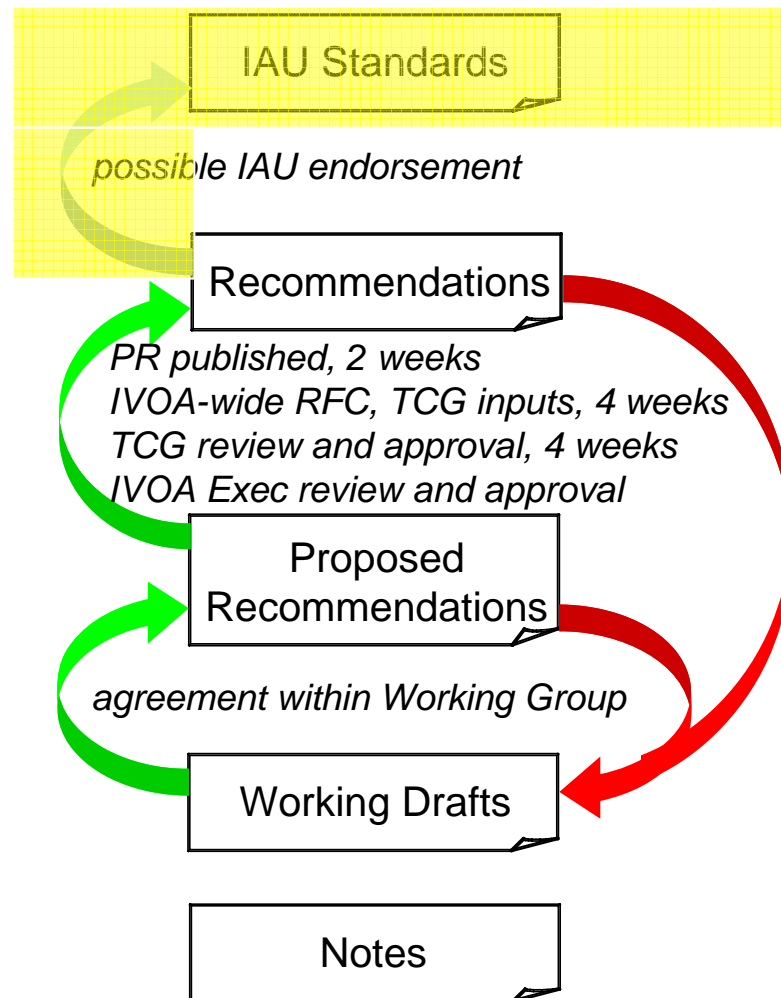 IAU Standards
possible IAU endorsement
Recommendations
PR published, 2 weeks
IVOA-wide RFC, TCG inputs, 4 weeks
TCG review and approval, 4 weeks
IVOA Exec review and approval
Proposed
Recommendations
agreement within Working Group
Working Drafts
Notes